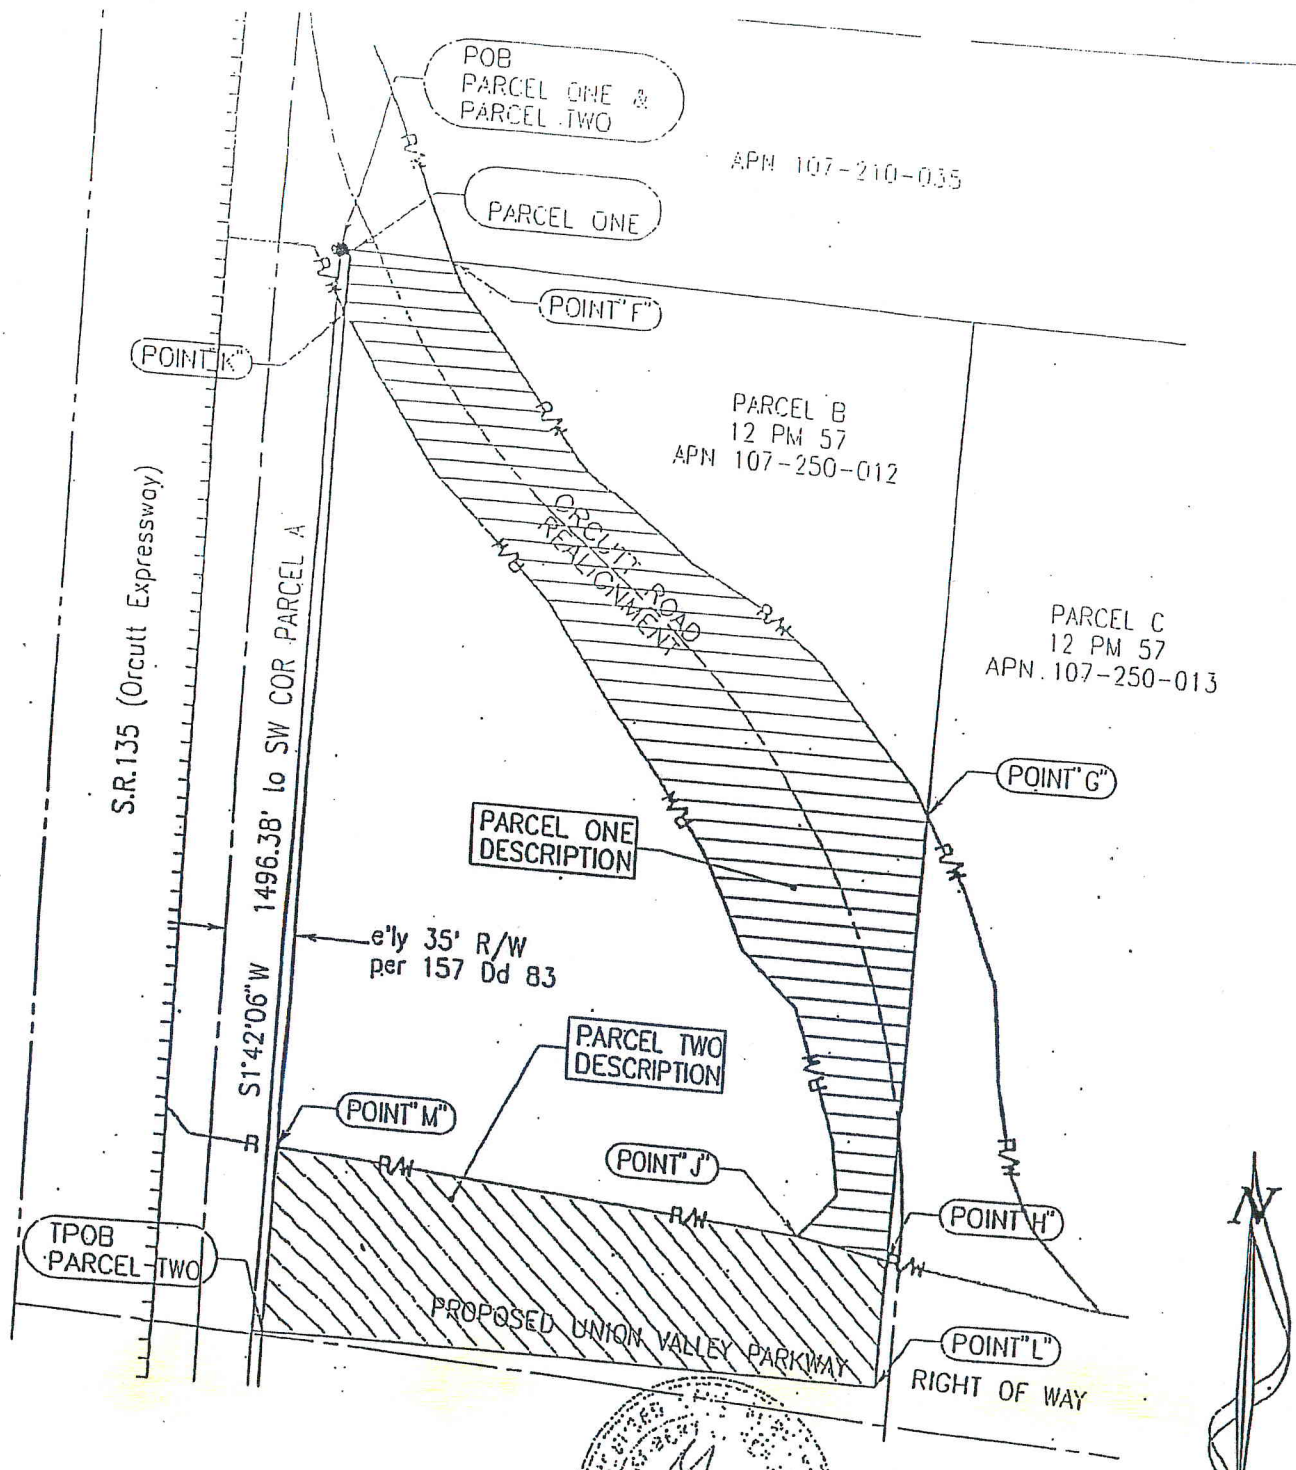 POB
PARCEL ONE &
PARCEL TWO
R/W
APN 107-210-035
PARCEL ONE
R/W
POINT "F"
POINT "K"
R/W
PARCEL B
12 PM 57
APN 107-250-012
S.R.135 (Orcutt Expressway)
S1°42'06"W 1496.38' to SW COR PARCEL A
ORCUTT ROAD
REALIGNMENT
R/W
R/W
PARCEL C
12 PM 57
APN 107-250-013
POINT "G"
R/W
PARCEL ONE
DESCRIPTION
R/W
e'ly 35' R/W
per 157 Dd 83
PARCEL TWO
DESCRIPTION
R/W
POINT "M"
R
R/W
POINT "J"
R/W
R/W
POINT "H"
R/W
TPOB
PARCEL TWO
PROPOSED UNION VALLEY PARKWAY
POINT "L"
RIGHT OF WAY
N